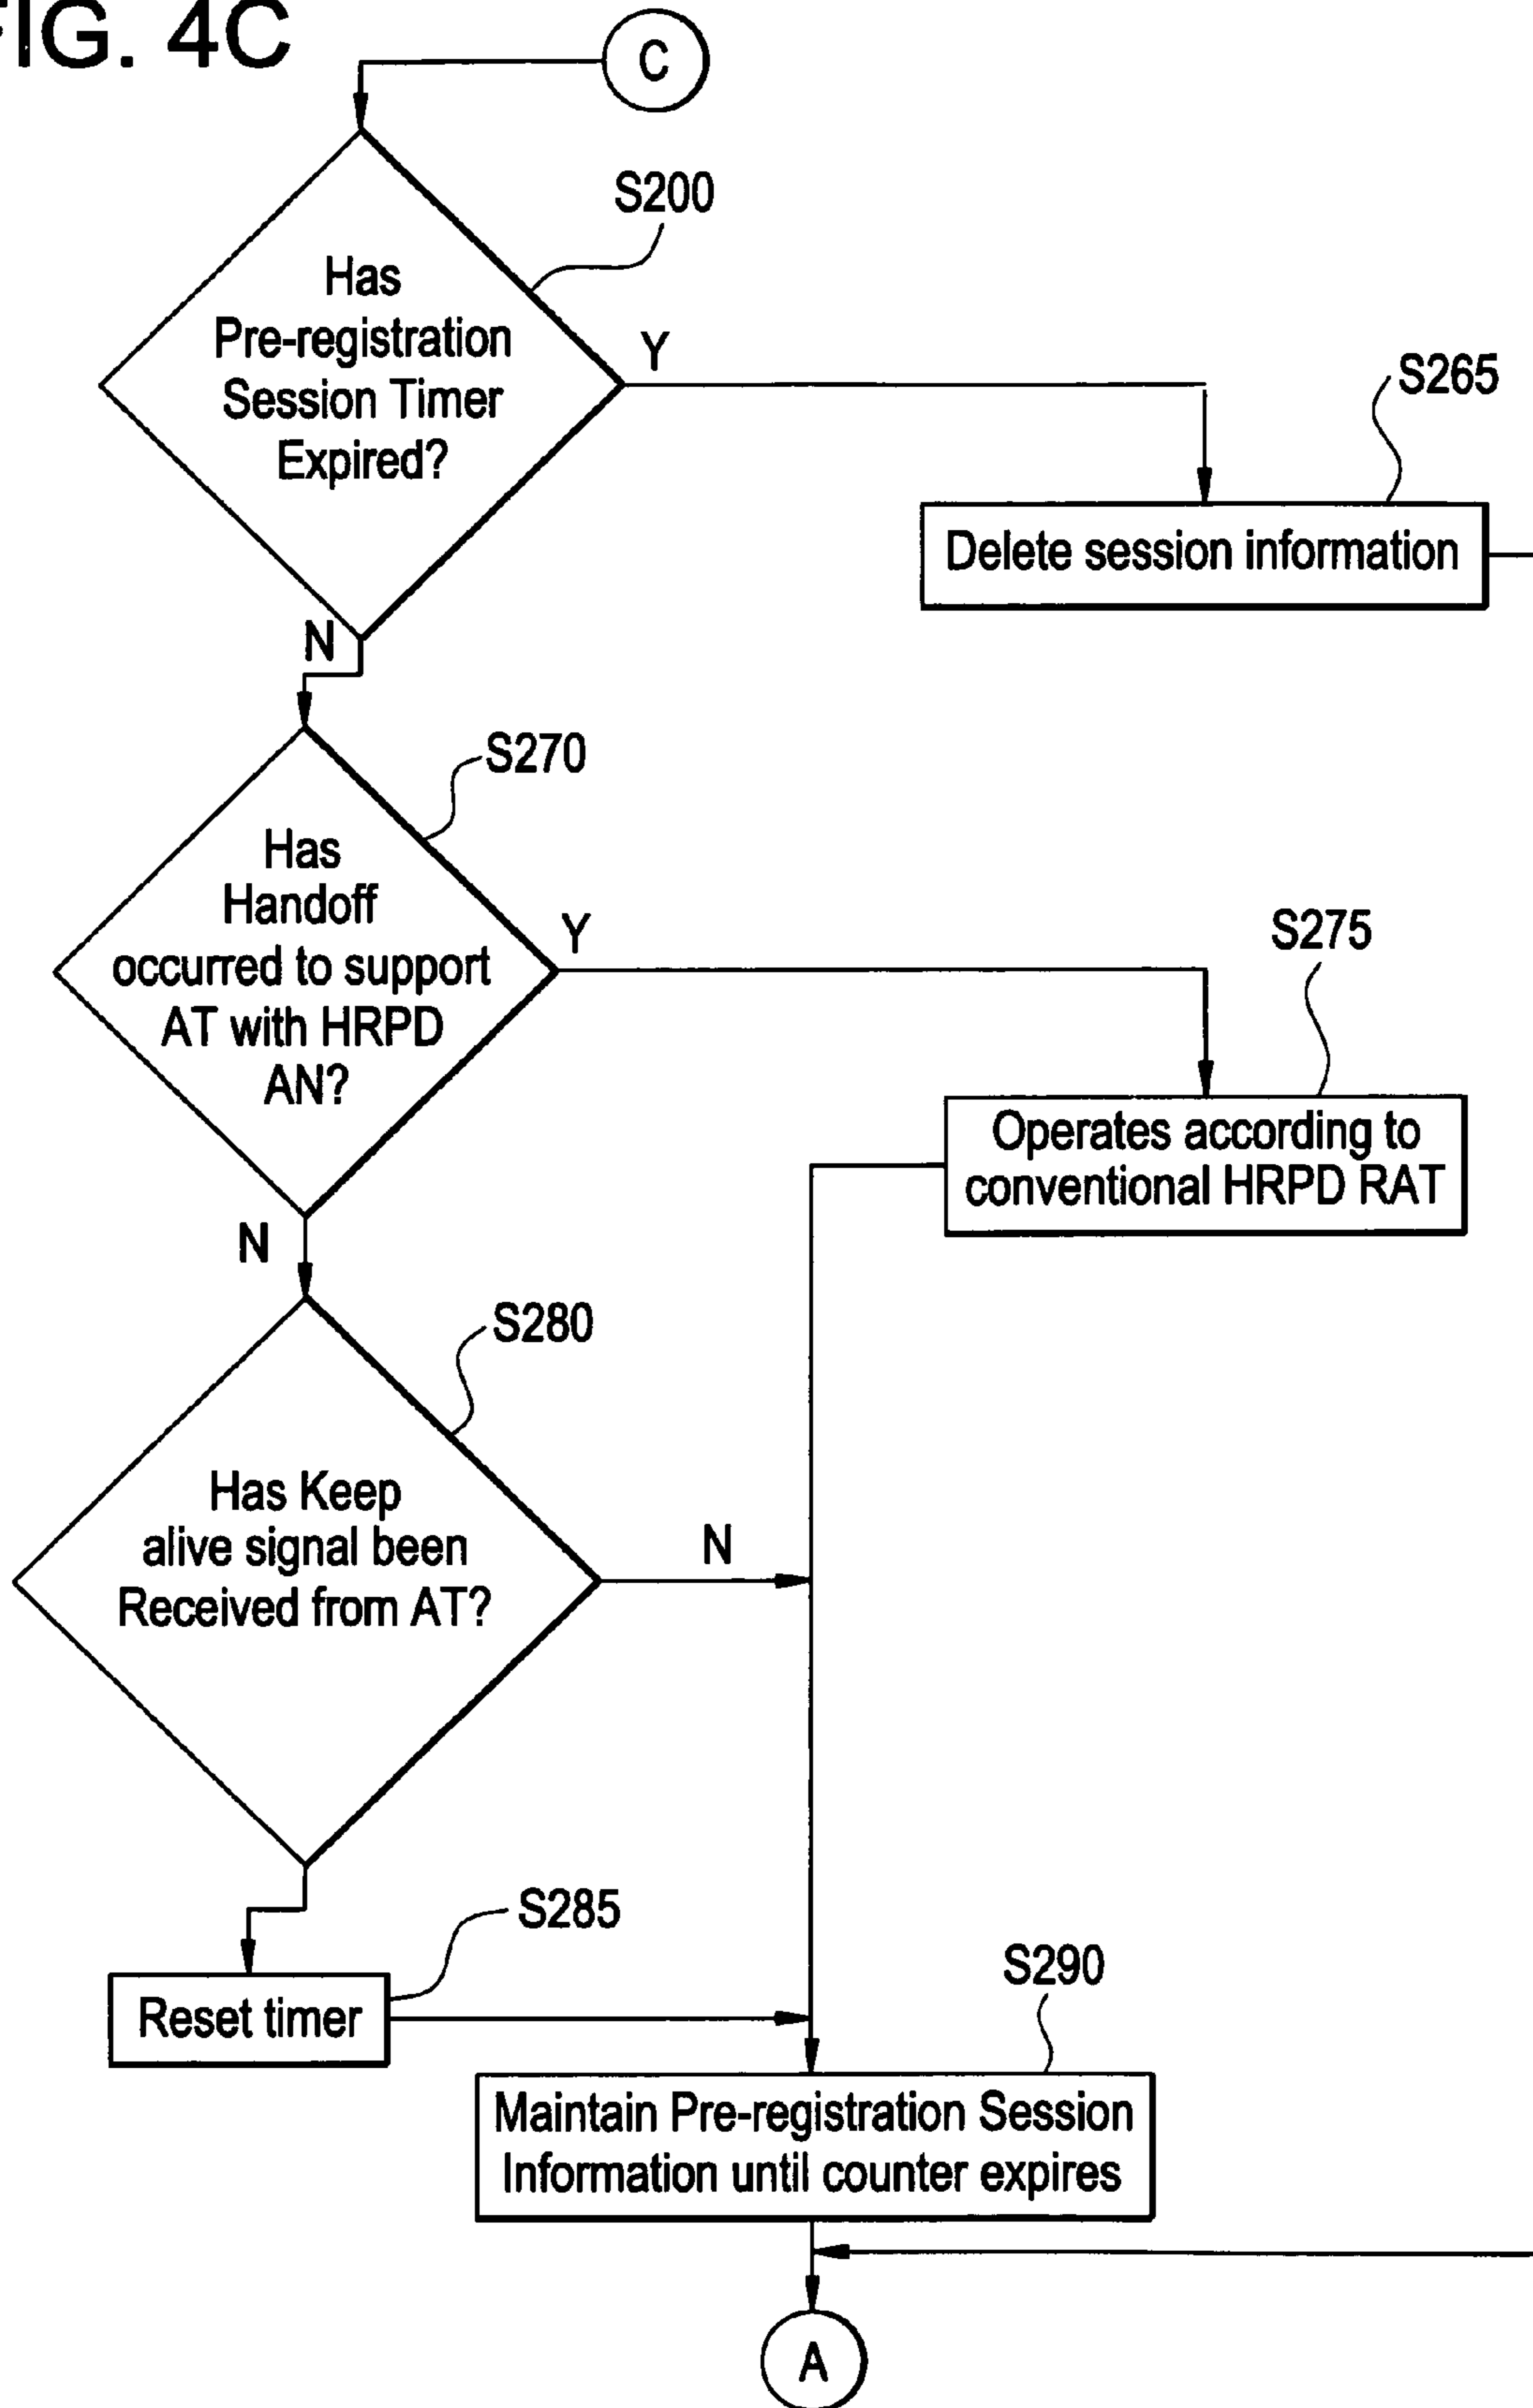 FIG. 4C
C
S200
Has
Pre-registration
Session Timer
Expired?
Y
S265
Delete session information
N
S270
Has
Handoff
occurred to support
AT with HRPD
AN?
Y
S275
Operates according to
conventional HRPD RAT
N
S280
Has Keep
alive signal been
Received from AT?
N
S285
Reset timer
S290
Maintain Pre-registration Session
Information until counter expires
A